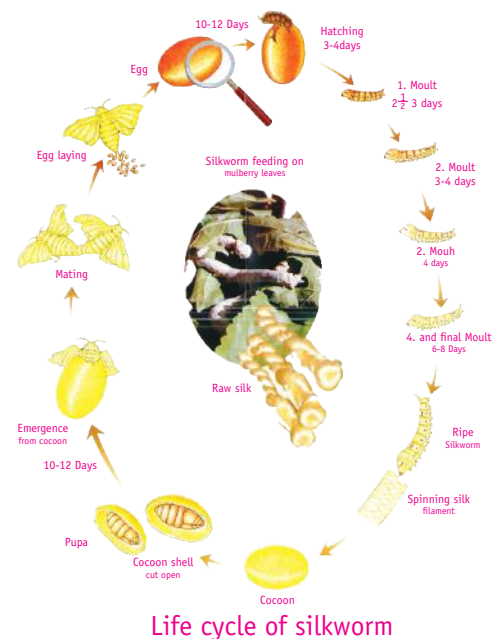 10-12 Days
Hatching
3-4days
Egg
1. Moult
2 1/2 3 days
Egg laying
Silkworm feeding on
mulberry leaves
2. Moult
3-4 days
2. Mouh
4 days
Mating
4. and final Moult
6-8 Days
Raw silk
Emergence
from cocoon
Ripe
Silkworm
10-12 Days
Spinning silk
filament
Pupa
Cocoon shell
cut open
Cocoon
Life cycle of silkworm